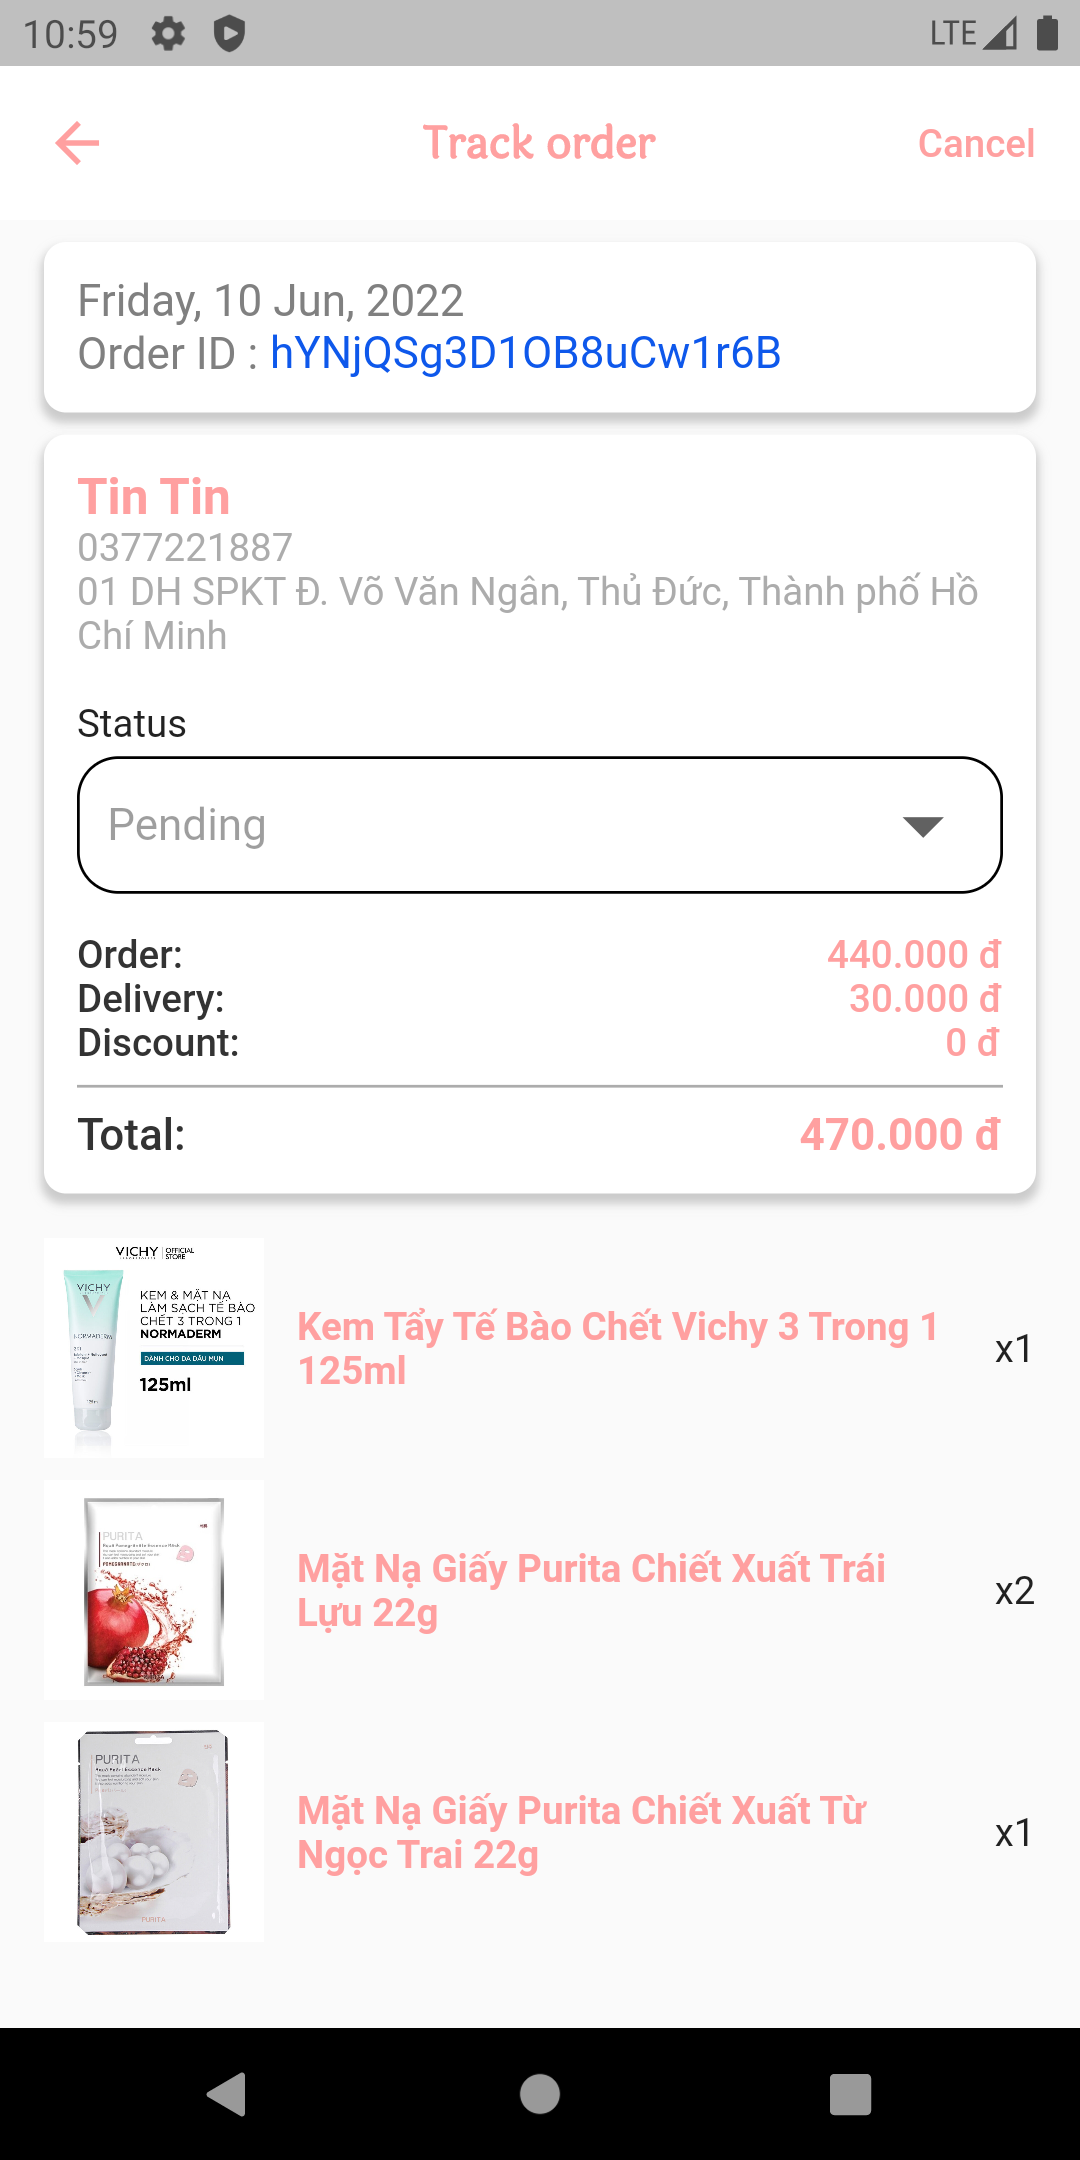 10:59 LTE
Track order Cancel
Friday, 10 Jun, 2022
Order ID : hYNjQSg3D1OB8uCw1r6B
Tin Tin
0377221887
01 DH SPKT Đ. Võ Văn Ngân, Thủ Đức, Thành phố Hồ
Chí Minh
Status
Pending
Order: 440.000 đ
Delivery: 30.000 đ
Discount: 0 đ
Total: 470.000 đ
VICHY OFFICIAL STORE
VICHY
NORMADERM
KEM & MẶT NẠ
LÀM SẠCH TẾ BÀO
CHẾT 3 TRONG 1
NORMADERM
DÀNH CHO DA DẦU MỤN
125ml
Kem Tẩy Tế Bào Chết Vichy 3 Trong 1
125ml
x1
PURITA
Mặt Nạ Giấy Purita Chiết Xuất Trái
Lựu 22g
x2
PURITA
PURITA
Mặt Nạ Giấy Purita Chiết Xuất Từ
Ngọc Trai 22g
x1